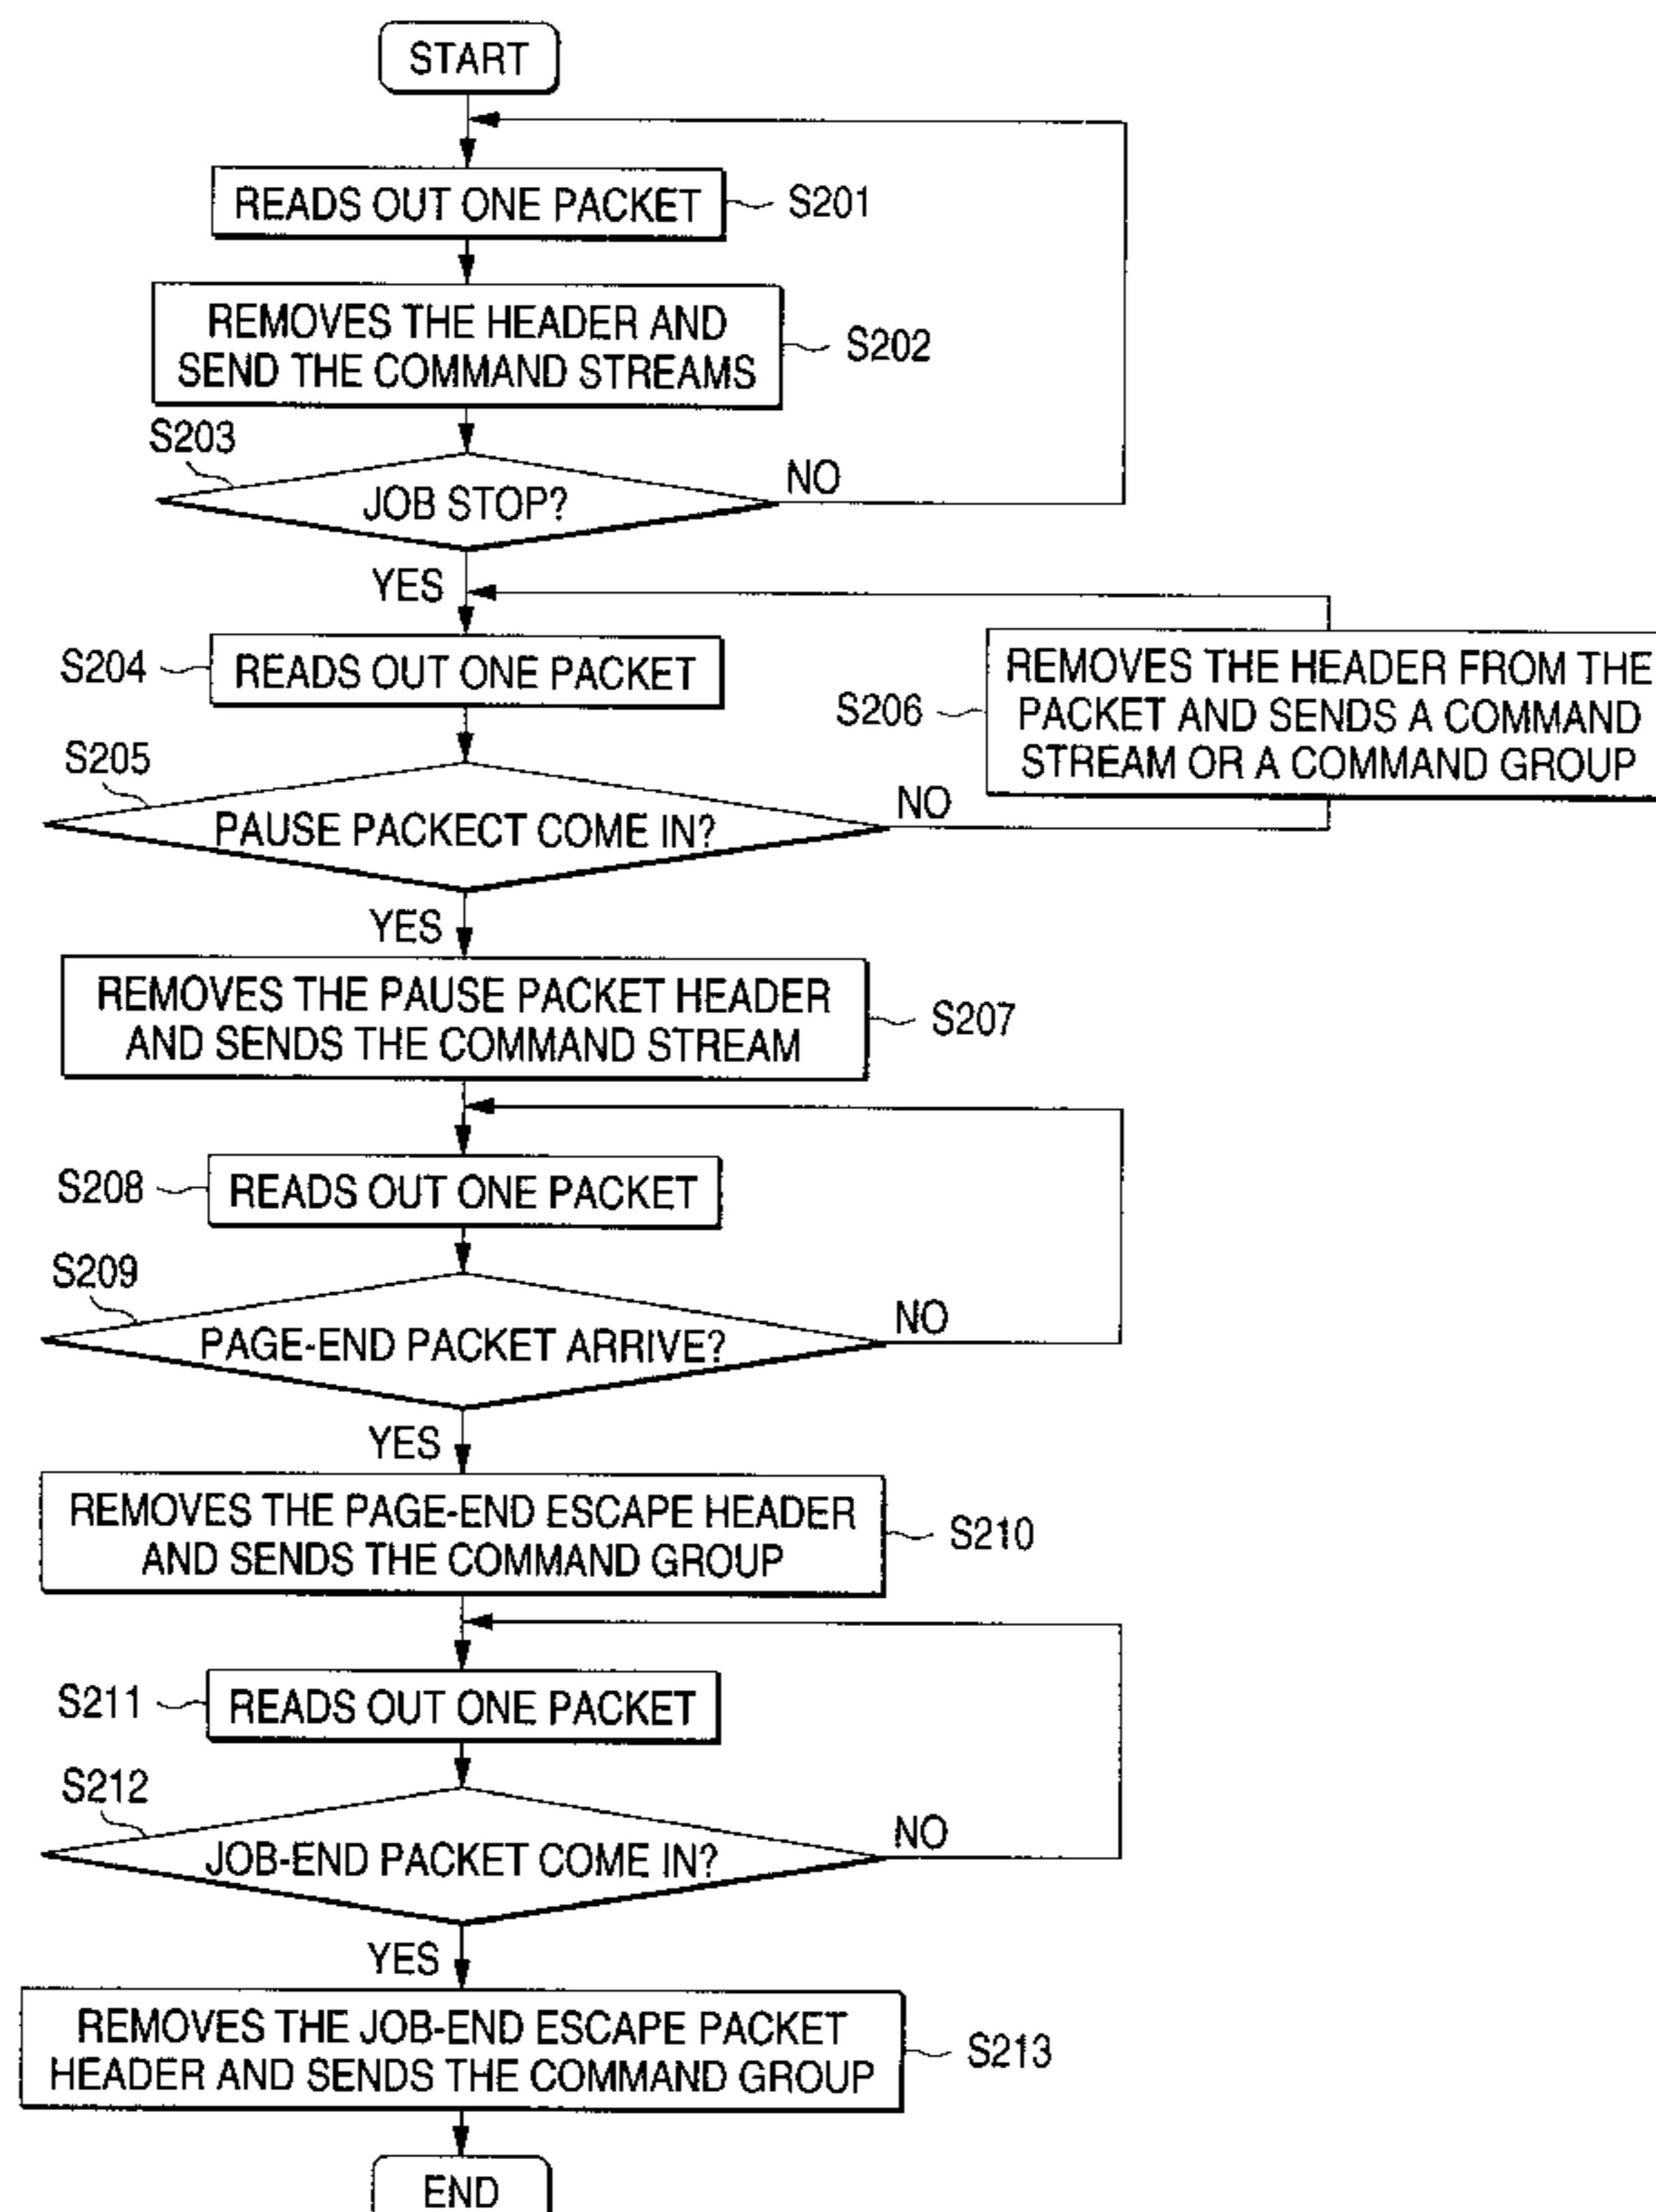 START
READS OUT ONE PACKET
S201
REMOVES THE HEADER AND
SEND THE COMMAND STREAMS
S202
S203
JOB STOP?
NO
YES
S204
READS OUT ONE PACKET
S205
PAUSE PACKECT COME IN?
NO
S206
REMOVES THE HEADER FROM THE
PACKET AND SENDS A COMMAND
STREAM OR A COMMAND GROUP
YES
REMOVES THE PAUSE PACKET HEADER
AND SENDS THE COMMAND STREAM
S207
S208
READS OUT ONE PACKET
S209
PAGE-END PACKET ARRIVE?
NO
YES
REMOVES THE PAGE-END ESCAPE HEADER
AND SENDS THE COMMAND GROUP
S210
S211
READS OUT ONE PACKET
S212
JOB-END PACKET COME IN?
NO
YES
REMOVES THE JOB-END ESCAPE PACKET
HEADER AND SENDS THE COMMAND GROUP
S213
END